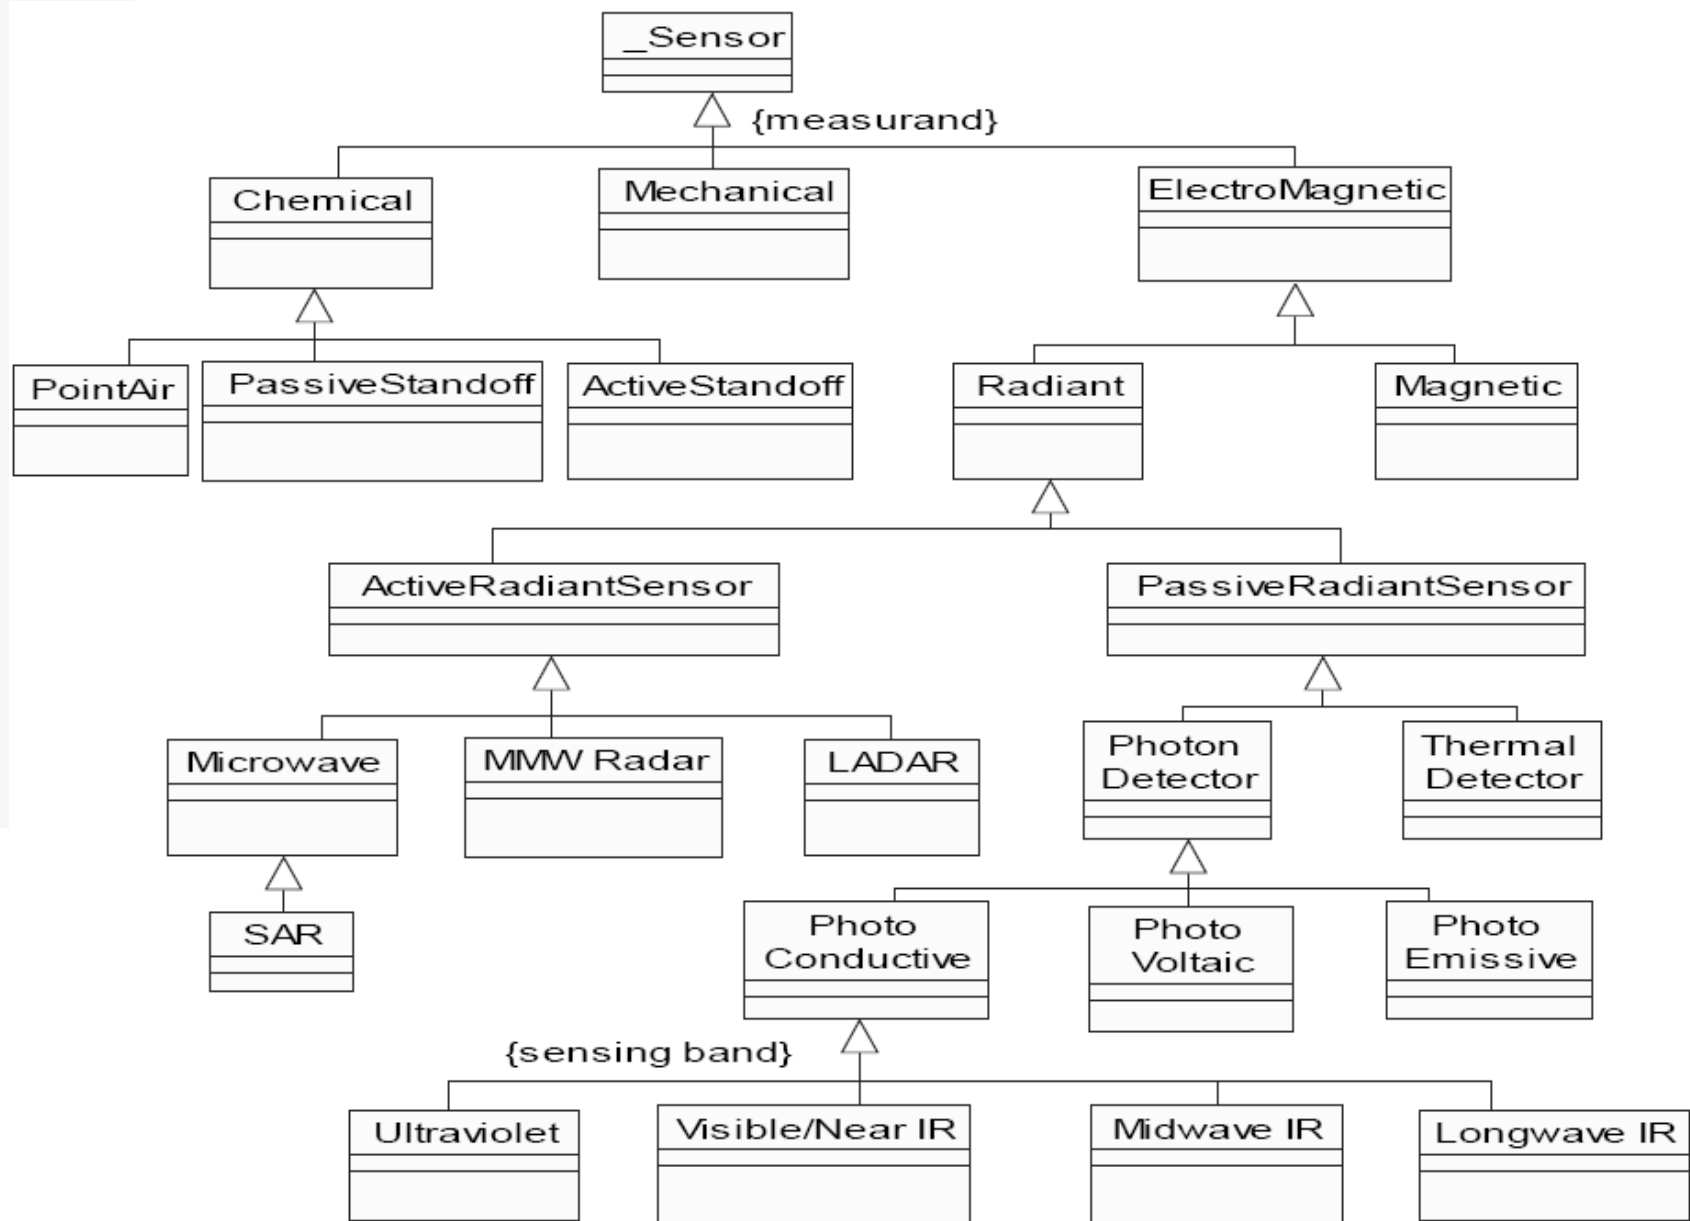 _Sensor
{measurand}
Chemical
Mechanical
ElectroMagnetic
PointAir
PassiveStandoff
ActiveStandoff
Radiant
Magnetic
ActiveRadiantSensor
PassiveRadiantSensor
Microwave
MMW Radar
LADAR
Photon
Detector
Thermal
Detector
SAR
Photo
Conductive
Photo
Voltaic
Photo
Emissive
{sensing band}
Ultraviolet
Visible/Near IR
Midwave IR
Longwave IR